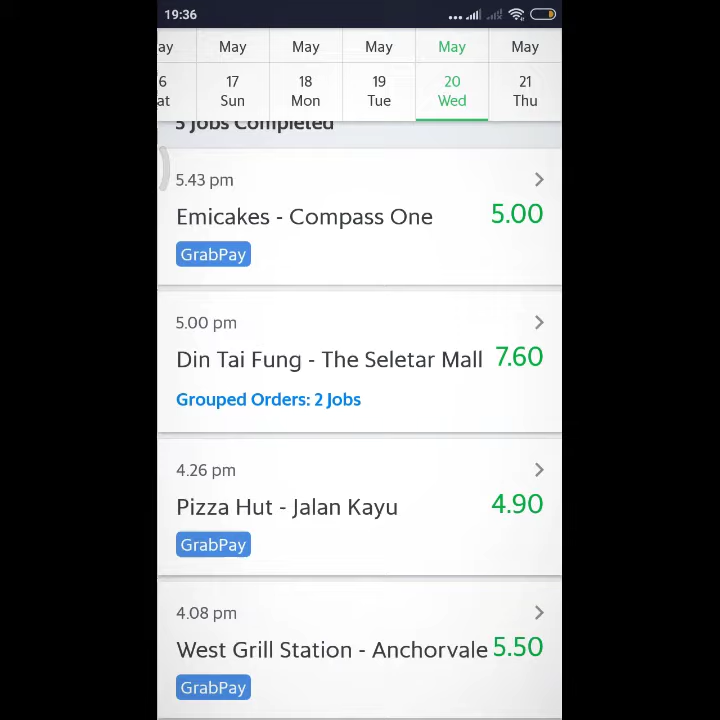 19:36
ay May May May May May
6 17 18 19 20 21
at Sun Mon Tue Wed Thu
5 Jobs Completed
5.43 pm
Emicakes - Compass One 5.00
GrabPay
5.00 pm
Din Tai Fung - The Seletar Mall 7.60
Grouped Orders: 2 Jobs
4.26 pm
Pizza Hut - Jalan Kayu 4.90
GrabPay
4.08 pm
West Grill Station - Anchorvale 5.50
GrabPay